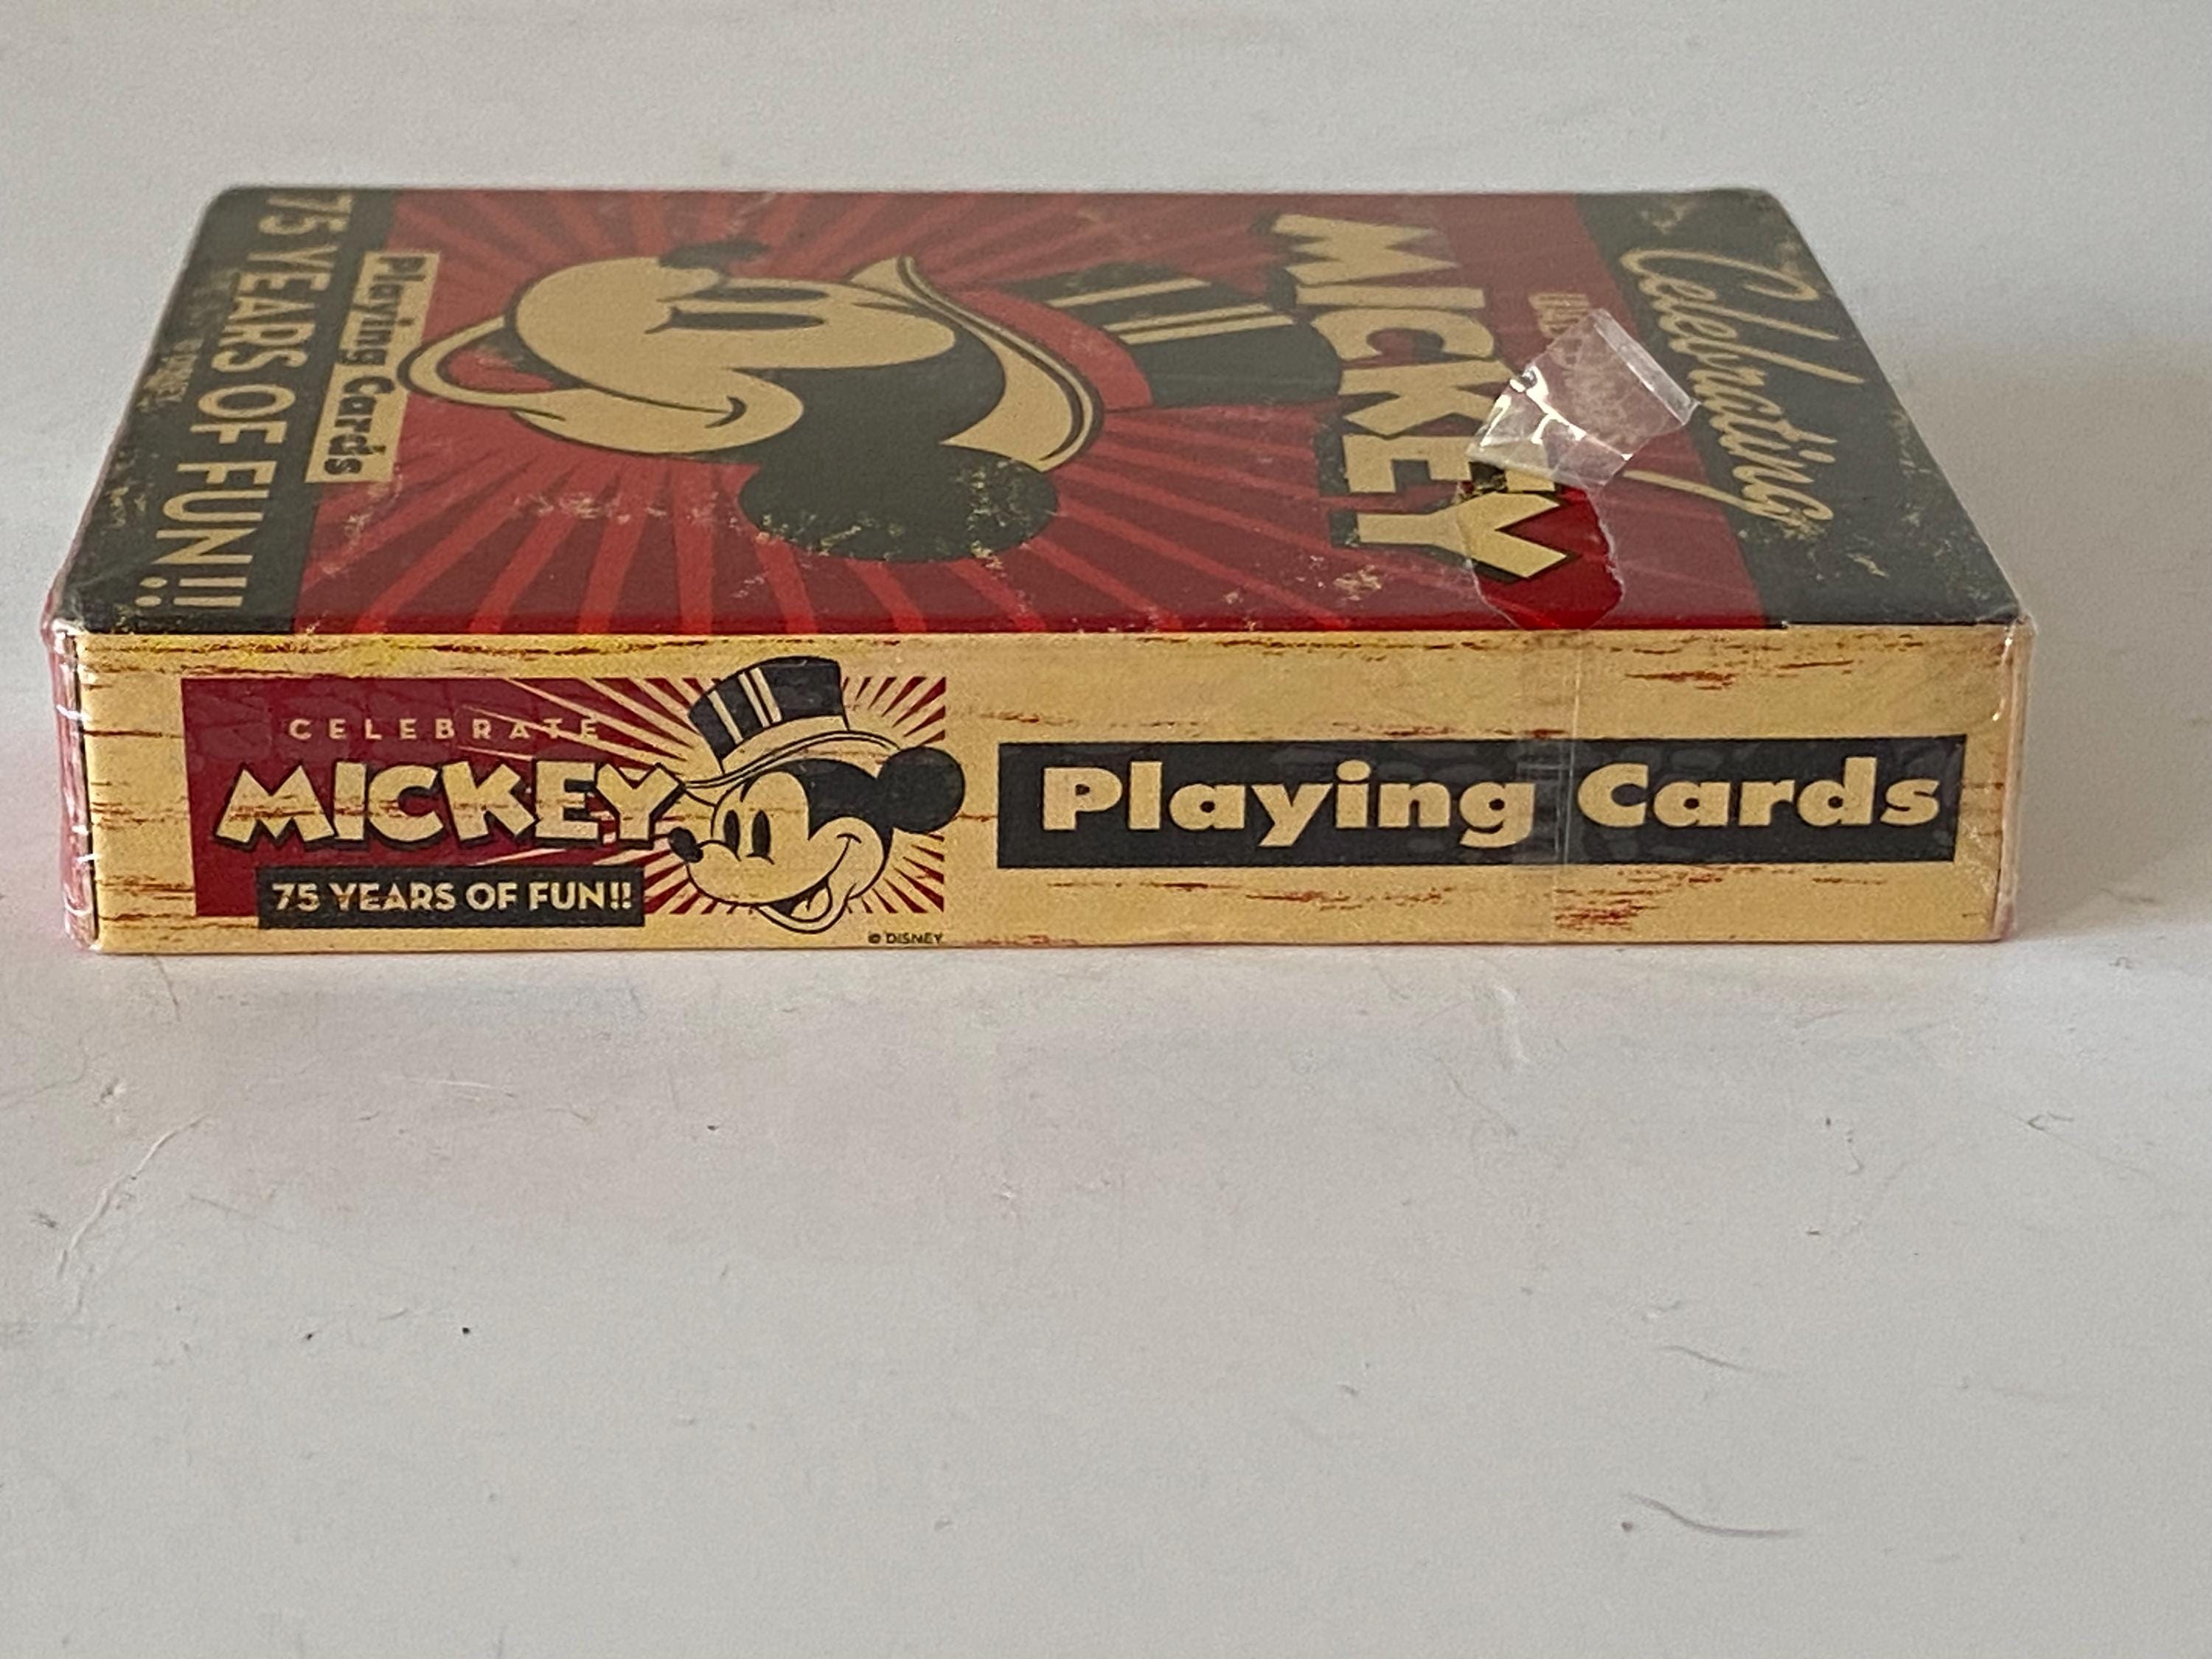 Celebrating
MICKEY
Playing Cards
75 YEARS OF FUN!!
CELEBRATE
MICKEY
75 YEARS OF FUN!!
© DISNEY
Playing Cards